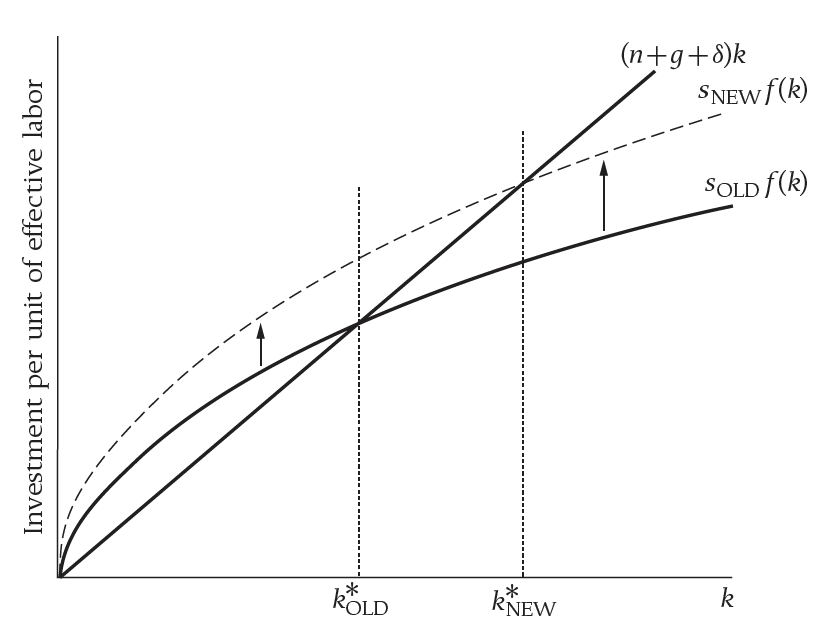 (n+g+δ)k
s_NEW f(k)
s_OLD f(k)
Investment per unit of effective labor
k*_OLD
k*_NEW
k